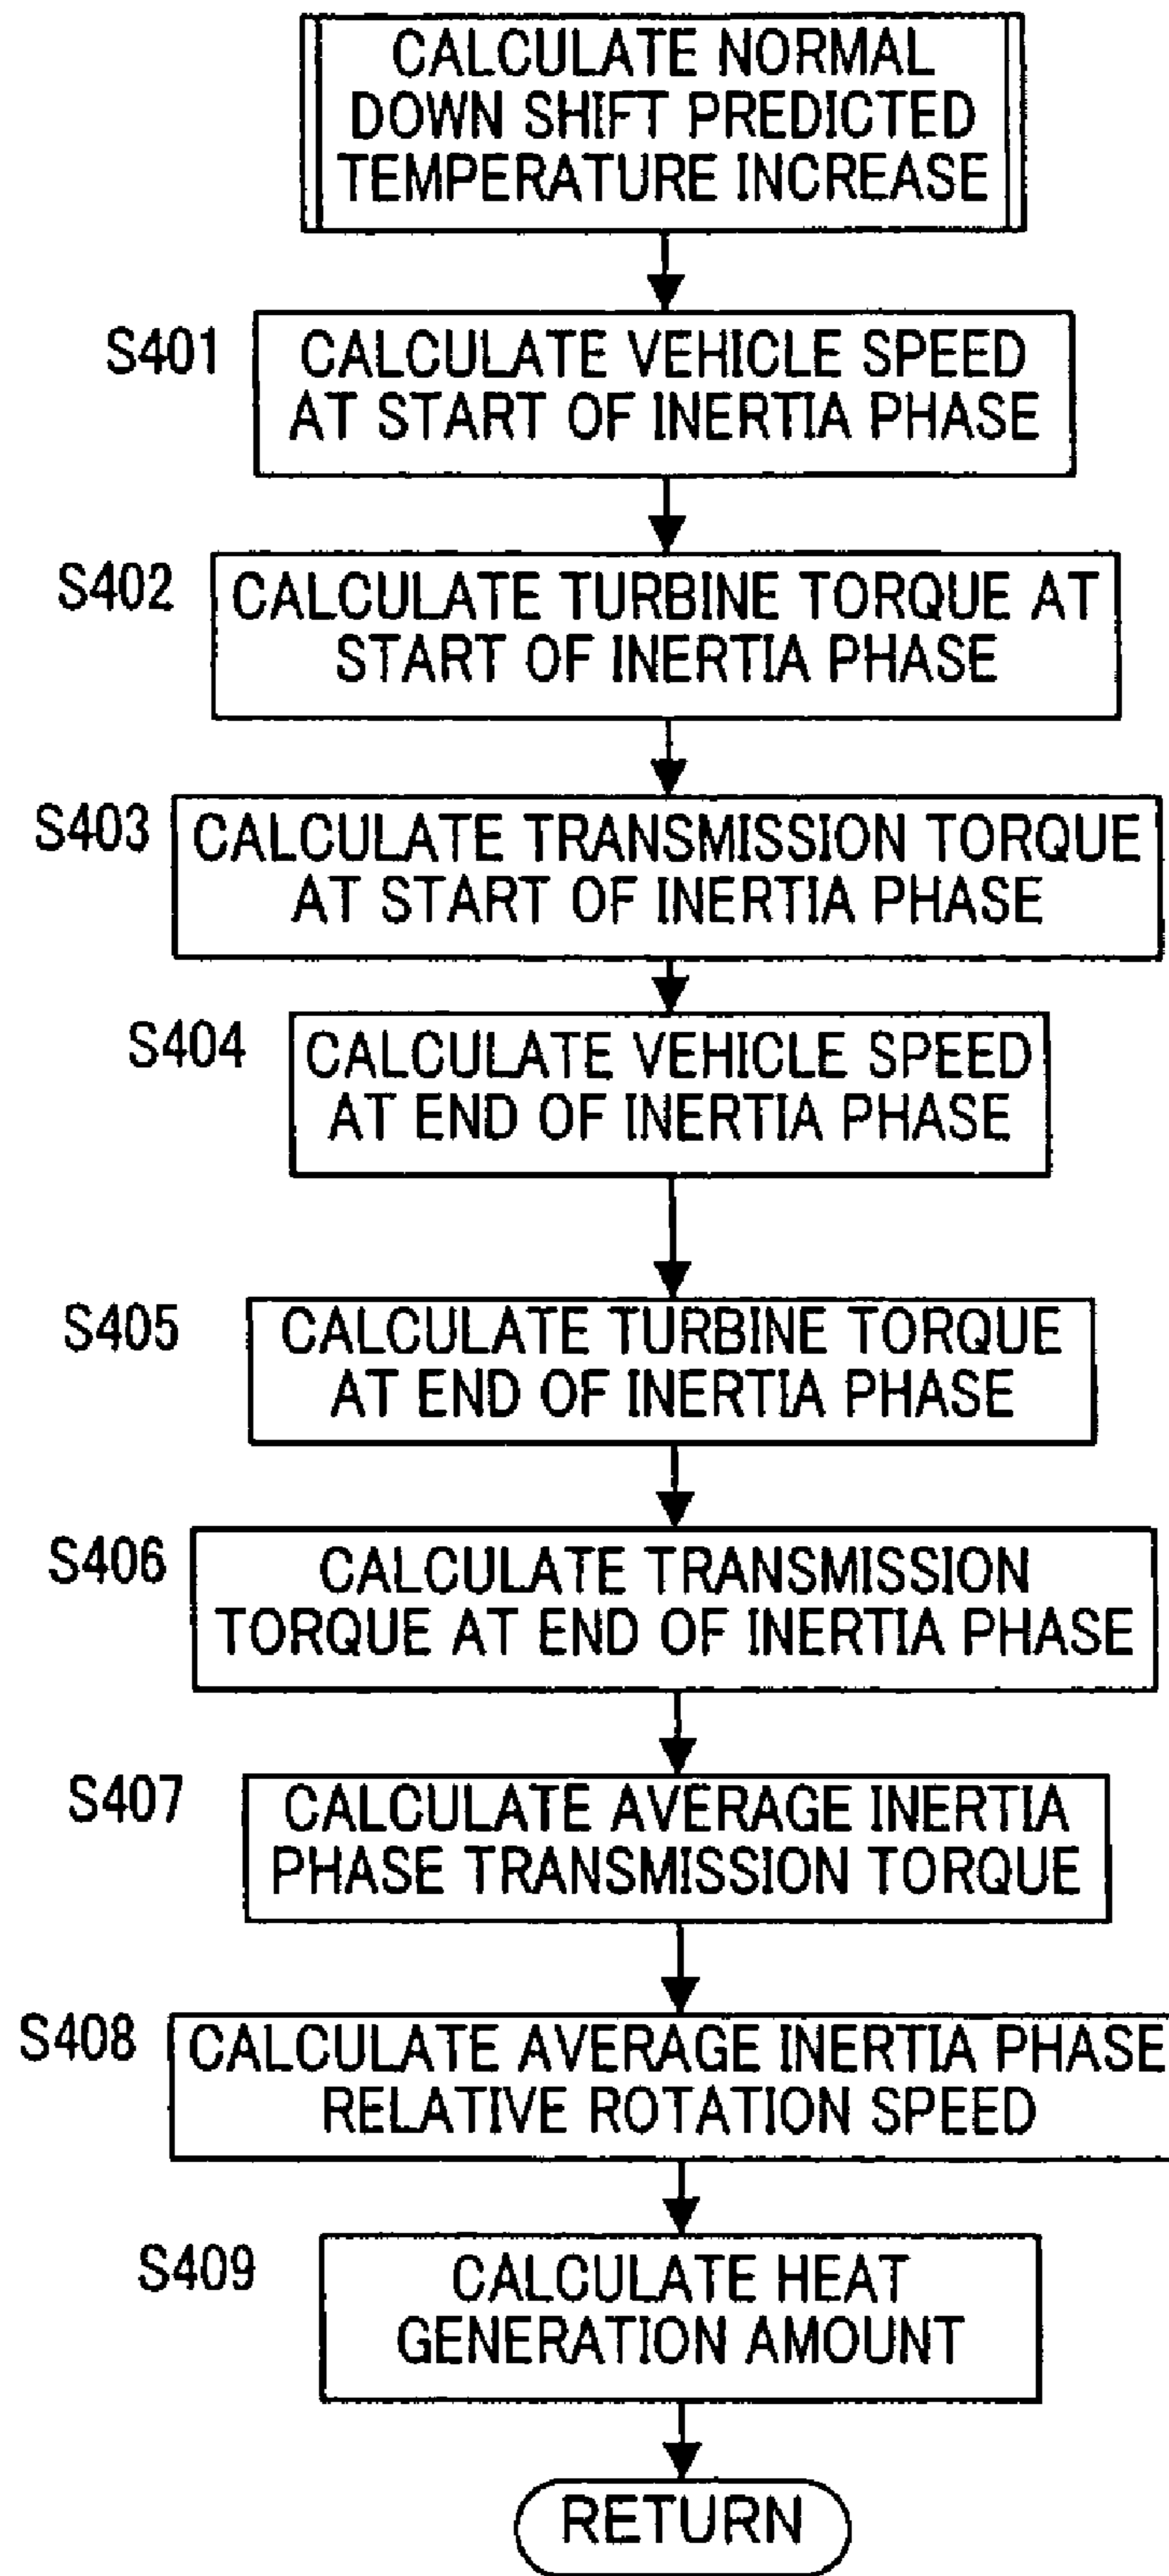 CALCULATE NORMAL
DOWN SHIFT PREDICTED
TEMPERATURE INCREASE
S401
CALCULATE VEHICLE SPEED
AT START OF INERTIA PHASE
S402
CALCULATE TURBINE TORQUE AT
START OF INERTIA PHASE
S403
CALCULATE TRANSMISSION TORQUE
AT START OF INERTIA PHASE
S404
CALCULATE VEHICLE SPEED
AT END OF INERTIA PHASE
S405
CALCULATE TURBINE TORQUE
AT END OF INERTIA PHASE
S406
CALCULATE TRANSMISSION
TORQUE AT END OF INERTIA PHASE
S407
CALCULATE AVERAGE INERTIA
PHASE TRANSMISSION TORQUE
S408
CALCULATE AVERAGE INERTIA PHASE
RELATIVE ROTATION SPEED
S409
CALCULATE HEAT
GENERATION AMOUNT
RETURN